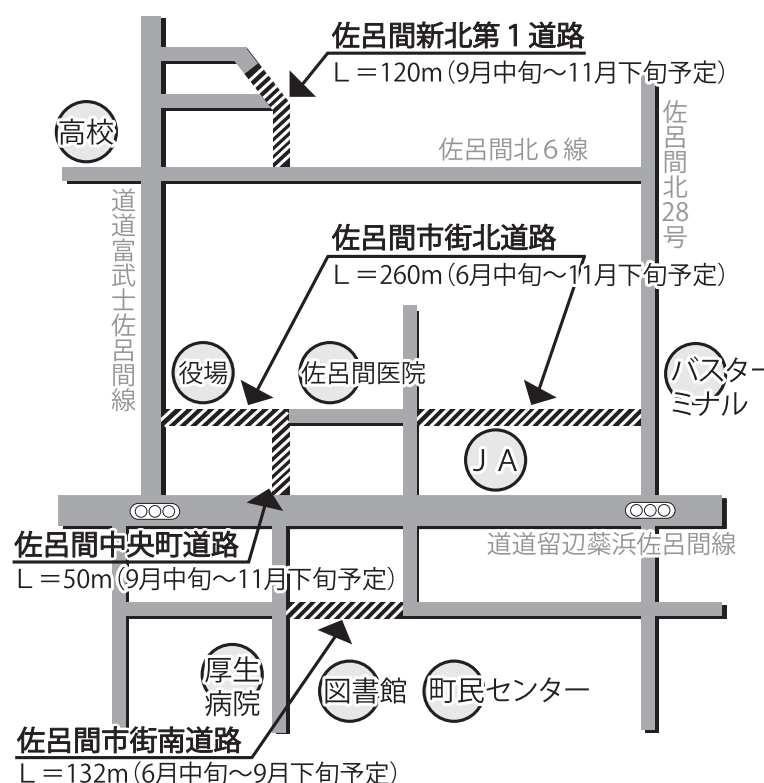 佐呂間新北第１道路
Ｌ＝120m（9月中旬～11月下旬予定）
高校
佐呂間北６線
佐呂間北28号
道道富武士佐呂間線
佐呂間市街北道路
Ｌ＝260m（6月中旬～11月下旬予定）
役場
佐呂間医院
バスター
ミナル
ＪＡ
佐呂間中央町道路
Ｌ＝50m（9月中旬～11月下旬予定）
道道留辺蘂浜佐呂間線
厚生
病院
図書館
町民センター
佐呂間市街南道路
Ｌ＝132m（6月中旬～9月下旬予定）